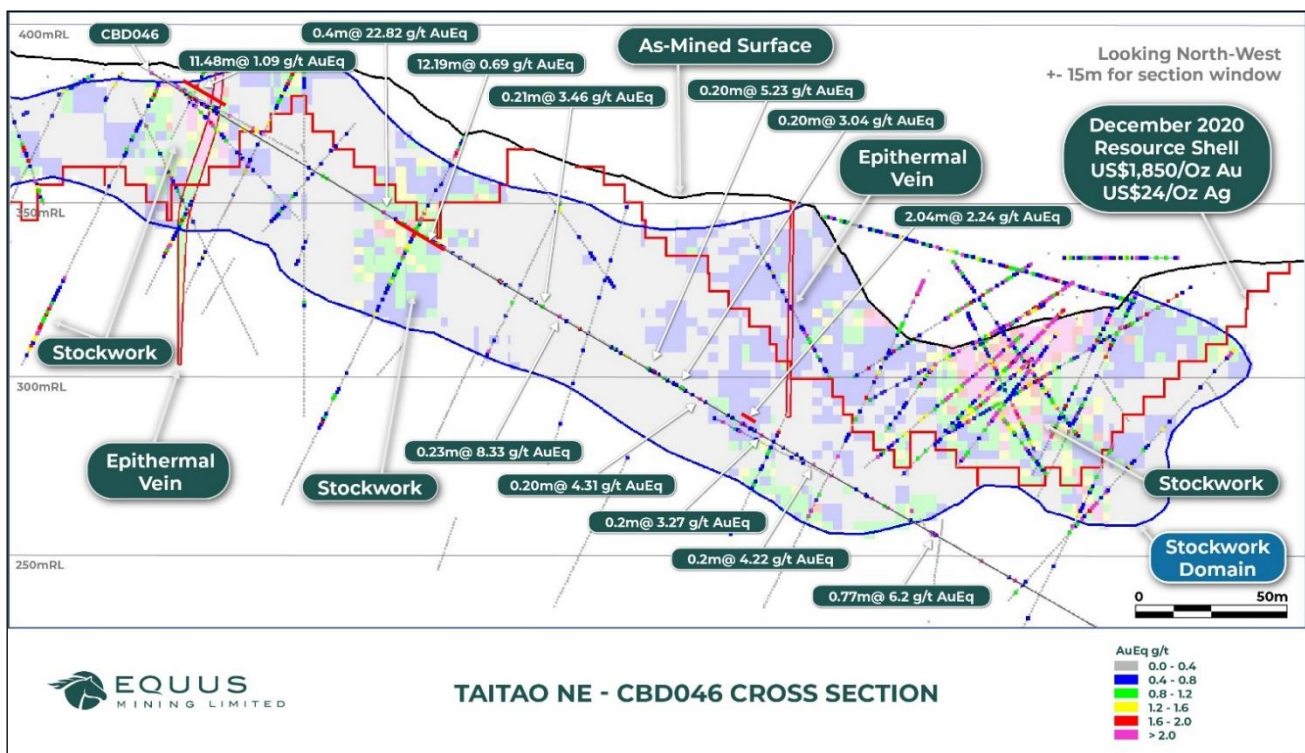 400mRL
CBD046
0.4m@ 22.82 g/t AuEq
As-Mined Surface
Looking North-West
+- 15m for section window
11.48m@ 1.09 g/t AuEq
12.19m@ 0.69 g/t AuEq
0.21m@ 3.46 g/t AuEq
0.20m@ 5.23 g/t AuEq
0.20m@ 3.04 g/t AuEq
December 2020
Resource Shell
US$1,850/Oz Au
US$24/Oz Ag
Epithermal
Vein
350mRL
2.04m@ 2.24 g/t AuEq
Stockwork
300mRL
Epithermal
Vein
Stockwork
0.23m@ 8.33 g/t AuEq
0.20m@ 4.31 g/t AuEq
0.2m@ 3.27 g/t AuEq
0.2m@ 4.22 g/t AuEq
0.77m@ 6.2 g/t AuEq
Stockwork
Stockwork
Domain
250mRL
0 50m
EQUUS
MINING LIMITED
TAITAO NE - CBD046 CROSS SECTION
AuEq g/t
0.0 - 0.4
0.4 - 0.8
0.8 - 1.2
1.2 - 1.6
1.6 - 2.0
> 2.0